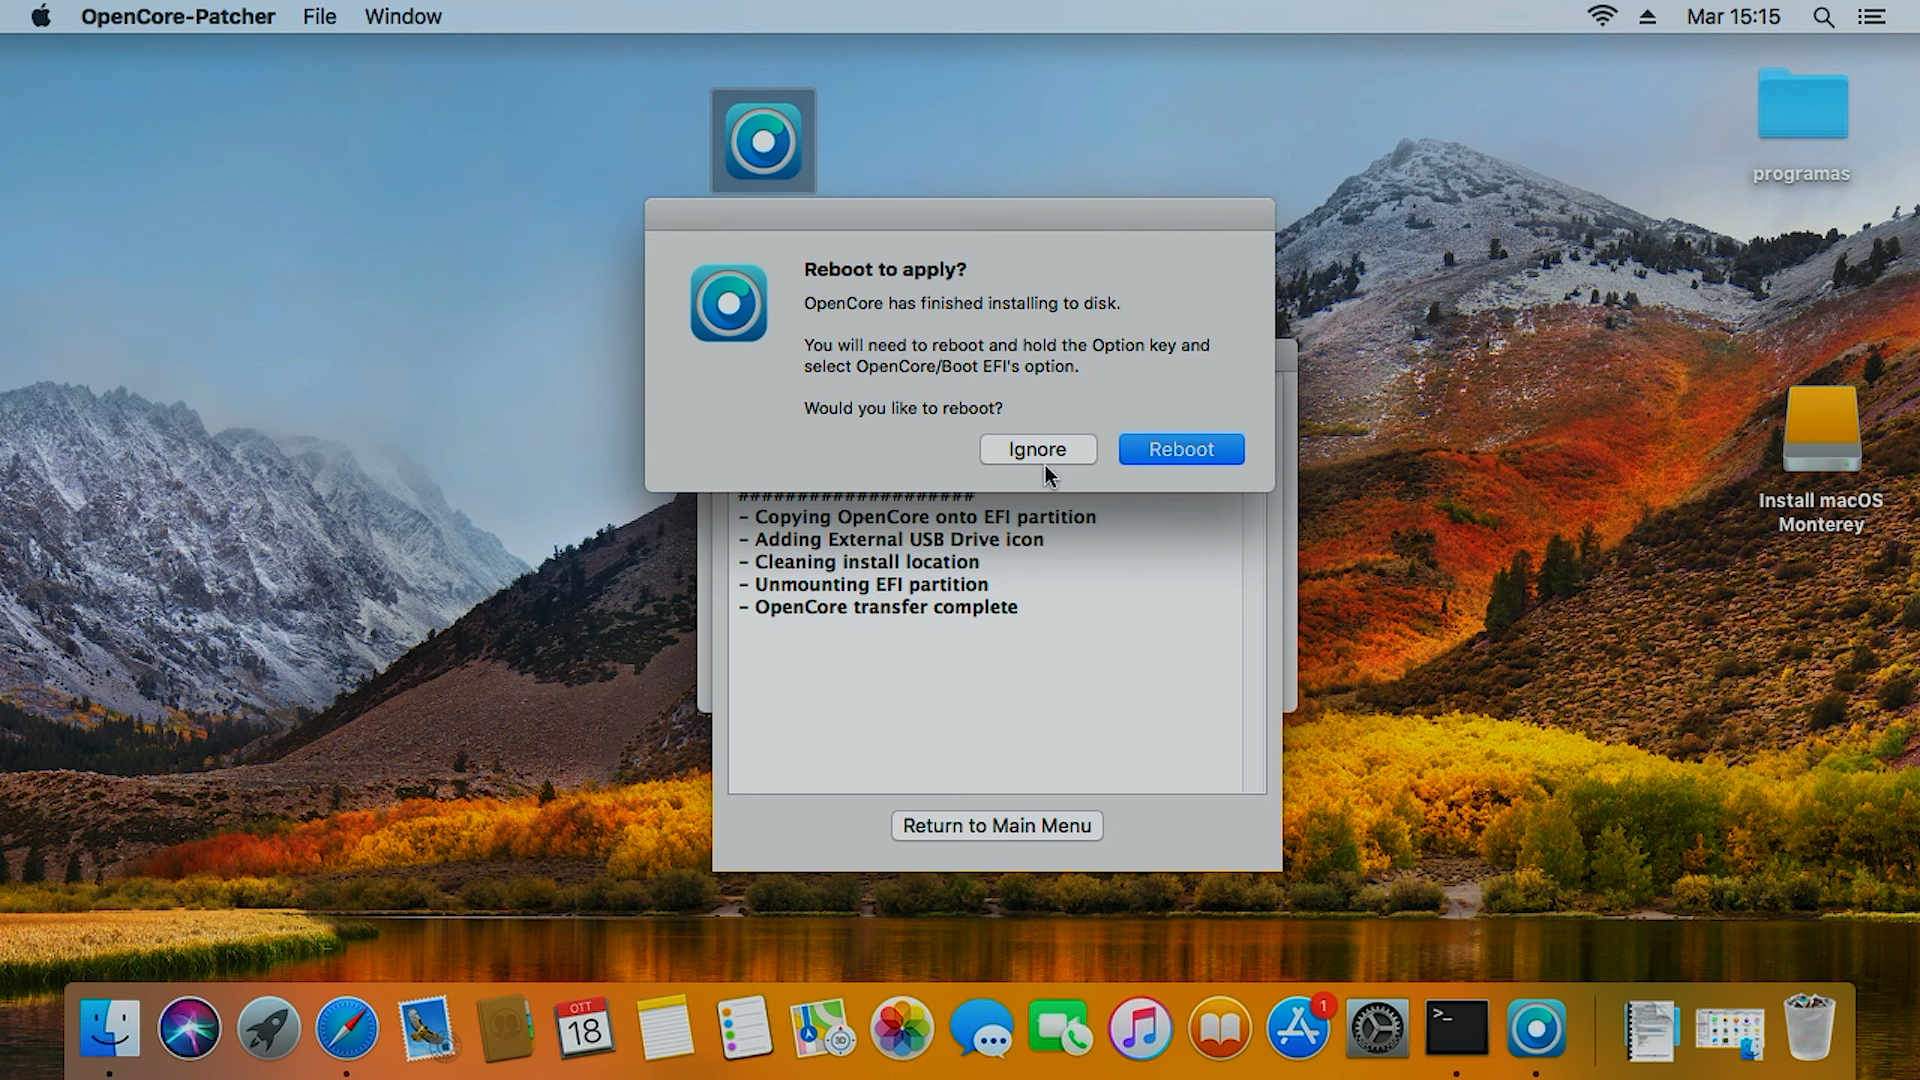 OpenCore-Patcher File Window Mar 15:15
programas
Reboot to apply?
OpenCore has finished installing to disk.
You will need to reboot and hold the Option key and
select OpenCore/Boot EFI's option.
Would you like to reboot?
Ignore Reboot
Install macOS
Monterey
####################
- Copying OpenCore onto EFI partition
- Adding External USB Drive icon
- Cleaning install location
- Unmounting EFI partition
- OpenCore transfer complete
Return to Main Menu
OTT
18
3D
1
>_